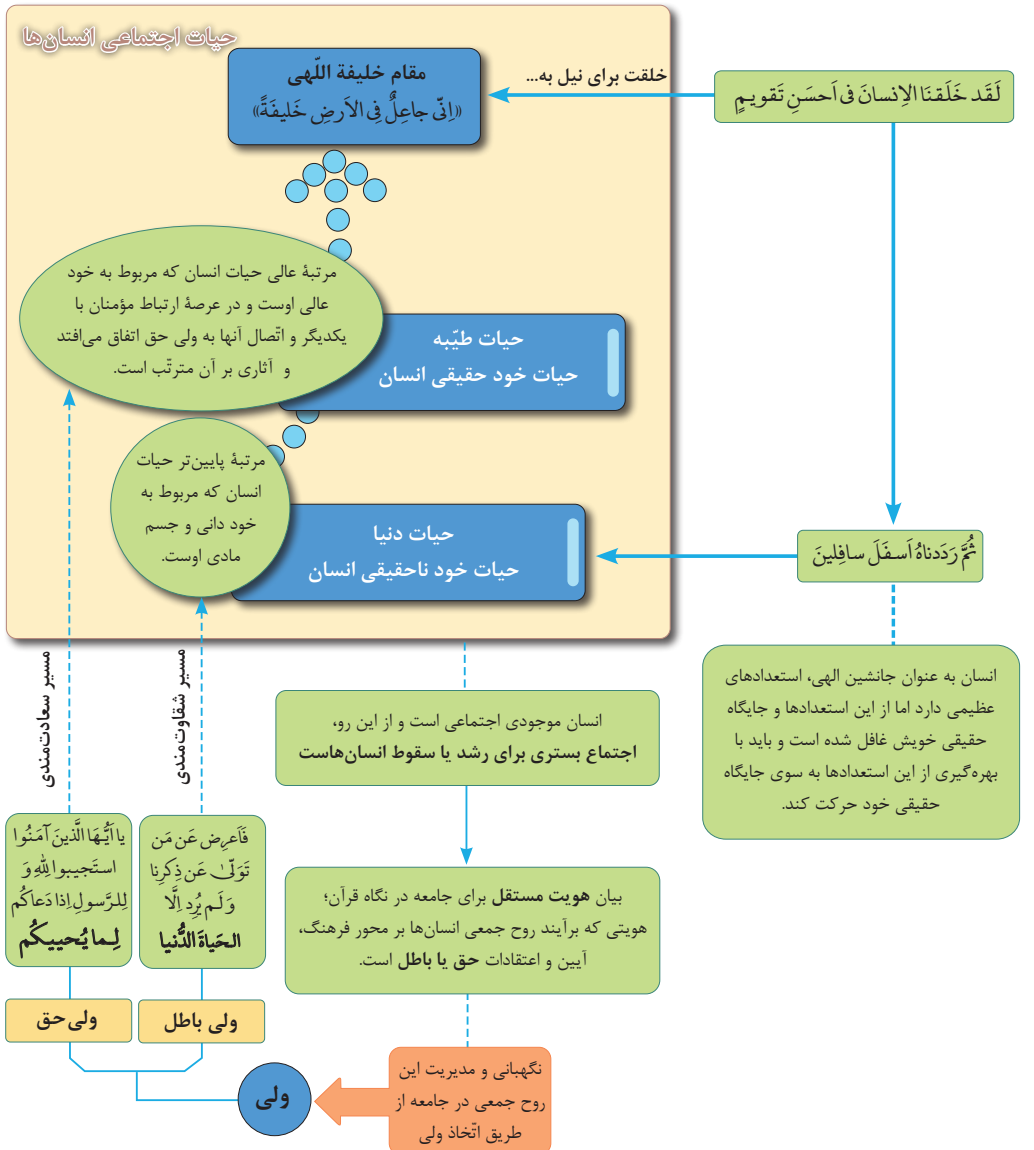 حیات اجتماعی انسان‌ها
مقام خلیفة اللّهی
«اِنّی جاعِلٌ فِی الاَرضِ خَلیفَةً»
خلقت برای نیل به...
لَقَد خَلَقنَا الاِنسانَ فی اَحسَنِ تَقویمٍ
مرتبهٔ عالی حیات انسان که مربوط به خود
عالی اوست و در عرصهٔ ارتباط مؤمنان با
یکدیگر و اتّصال آنها به ولی حق اتفاق می‌افتد
و آثاری بر آن مترتّب است.
حیات طیّبه
حیات خود حقیقی انسان
مرتبهٔ پایین‌تر حیات
انسان که مربوط به
خود دانی و جسم
مادی اوست.
حیات دنیا
حیات خود ناحقیقی انسان
ثُمَّ رَدَدناهُ اَسفَلَ سافِلینَ
انسان به عنوان جانشین الهی، استعدادهای
عظیمی دارد اما از این استعدادها و جایگاه
حقیقی خویش غافل شده است و باید با
بهره‌گیری از این استعدادها به سوی جایگاه
حقیقی خود حرکت کند.
انسان موجودی اجتماعی است و از این رو،
اجتماع بستری برای رشد یا سقوط انسان‌هاست
مسیر شقاوت‌مندی
مسیر سعادت‌مندی
فَاَعرِض عَن مَن
تَوَلّیٰ عَن ذِکرِنا
وَ لَم یُرِد اِلَّا
الحَیاةَ الدُّنیا
یا اَیُّهَا الَّذینَ آمَنُوا
استَجیبوا لِلّٰهِ وَ
لِلرَّسولِ اِذا دَعاکُم
لِما یُحییکُم
بیان هویت مستقل برای جامعه در نگاه قرآن؛
هویتی که برآیند روح جمعی انسان‌ها بر محور فرهنگ،
آیین و اعتقادات حق یا باطل است.
ولی باطل
ولی حق
نگهبانی و مدیریت این
روح جمعی در جامعه از
طریق اتّخاذ ولی
ولی